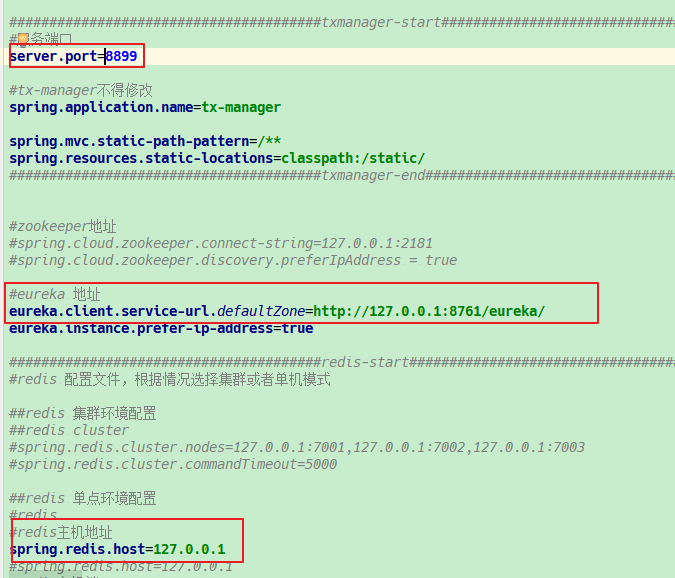 #######################################txmanager-start#############################
#服务端口
server.port=8899
#tx-manager不得修改
spring.application.name=tx-manager
spring.mvc.static-path-pattern=/**
spring.resources.static-locations=classpath:/static/
#######################################txmanager-end###############################
#zookeeper地址
#spring.cloud.zookeeper.connect-string=127.0.0.1:2181
#spring.cloud.zookeeper.discovery.preferIpAddress = true
#eureka 地址
eureka.client.service-url.defaultZone=http://127.0.0.1:8761/eureka/
eureka.instance.prefer-ip-address=true
#######################################redis-start#################################
#redis 配置文件，根据情况选择集群或者单机模式
##redis 集群环境配置
##redis cluster
#spring.redis.cluster.nodes=127.0.0.1:7001,127.0.0.1:7002,127.0.0.1:7003
#spring.redis.cluster.commandTimeout=5000
##redis 单点环境配置
#redis
#redis主机地址
spring.redis.host=127.0.0.1
#spring.redis.host=127.0.0.1